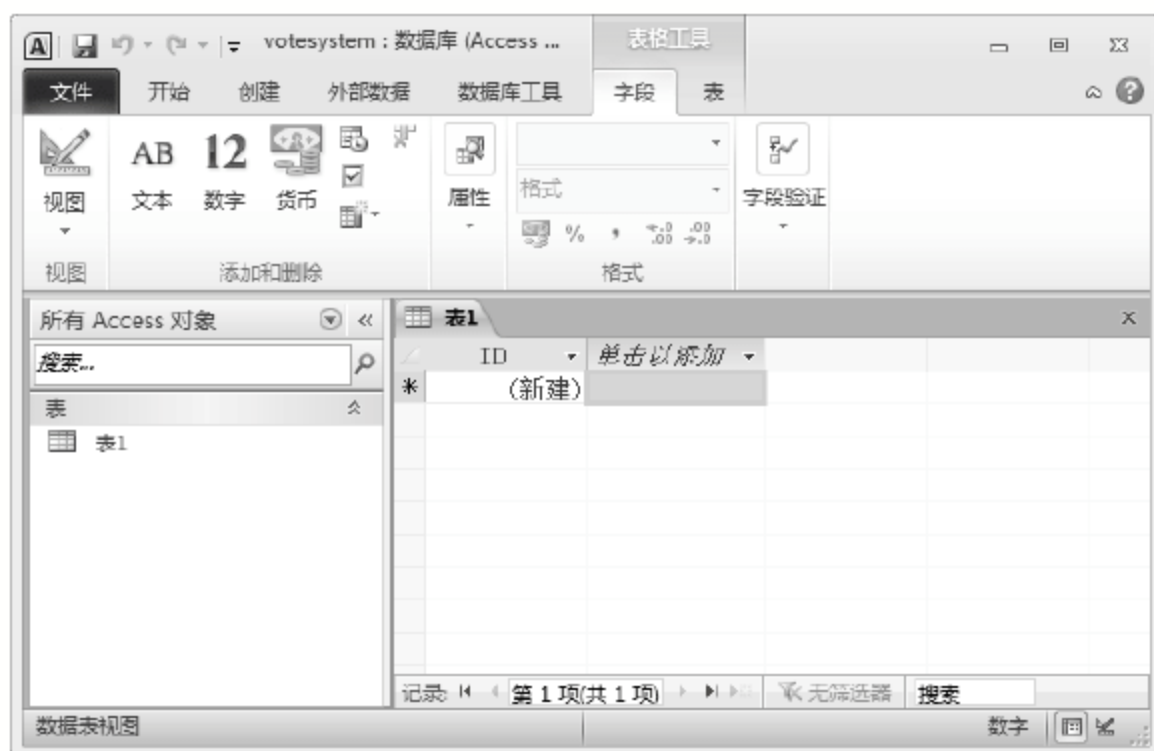 A votesystem : 数据库 (Access ... 表格工具
文件 开始 创建 外部数据 数据库工具 字段 表
AB 12
视图 文本 数字 货币 属性 格式 字段验证
% , .00 .00
视图 添加和删除 格式
所有 Access 对象 « 表1 x
搜索... ID 单击以添加
* (新建)
表
表1
记录: 第 1 项(共 1 项) 无筛选器 搜索
数据表视图 数字